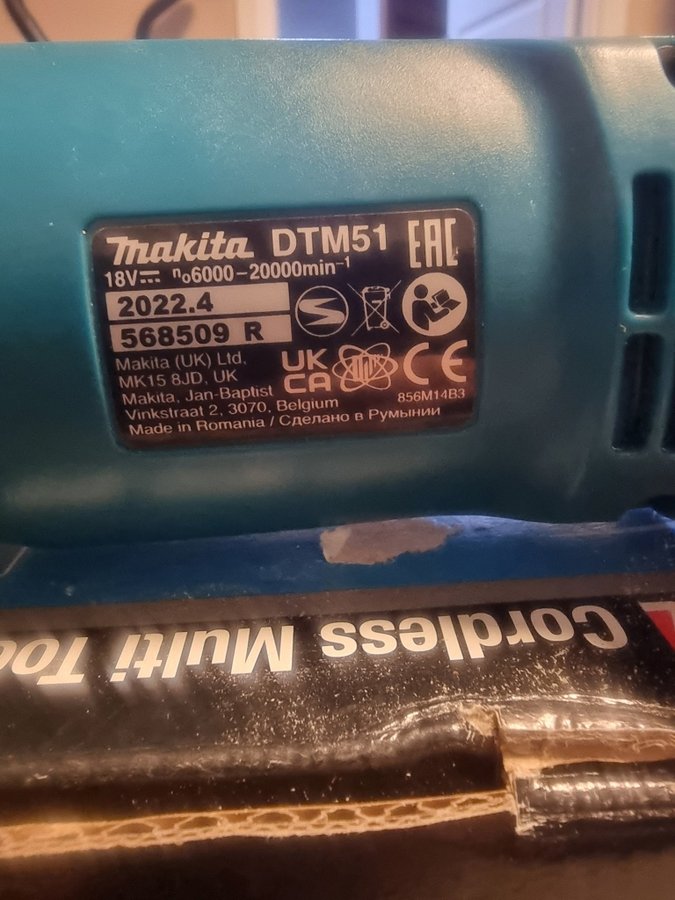 makita DTM51 EAC
18V⎓ n₀6000-20000min⁻¹
2022.4
568509 R
Makita (UK) Ltd.
MK15 8JD, UK
Makita, Jan-Baptist
Vinkstraat 2, 3070, Belgium
Made in Romania / Сделано в Румынии
UK
CA
CE
856M14B3
Cordless Multi Too